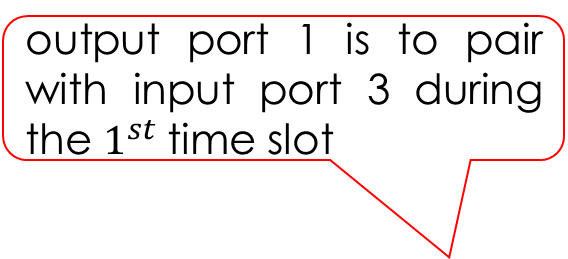 output port 1 is to pair
with input port 3 during
the 1st time slot